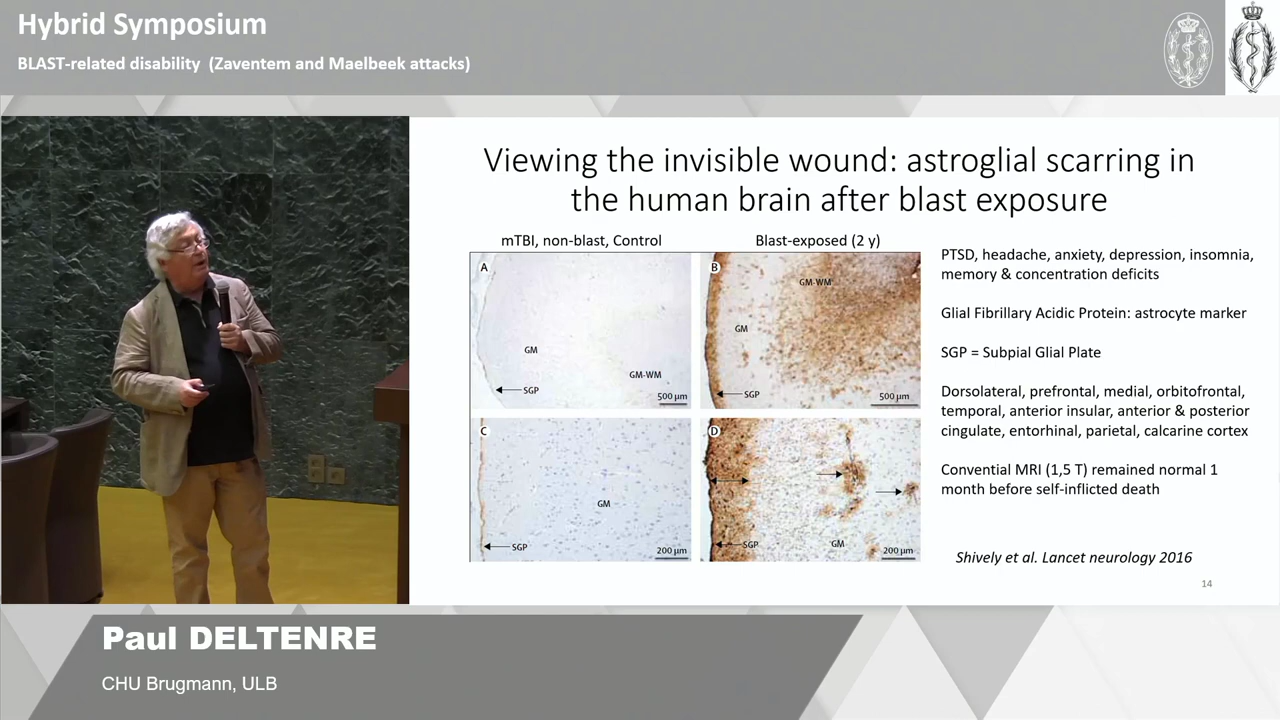 Hybrid Symposium
BLAST-related disability (Zaventem and Maelbeek attacks)
Viewing the invisible wound: astroglial scarring in
the human brain after blast exposure
mTBI, non-blast, Control
Blast-exposed (2 y)
A
GM
GM-WM
SGP
500 µm
B
GM-WM
GM
SGP
500 µm
C
GM
SGP
200 µm
D
SGP
GM
200 µm
PTSD, headache, anxiety, depression, insomnia,
memory & concentration deficits
Glial Fibrillary Acidic Protein: astrocyte marker
SGP = Subpial Glial Plate
Dorsolateral, prefrontal, medial, orbitofrontal,
temporal, anterior insular, anterior & posterior
cingulate, entorhinal, parietal, calcarine cortex
Convential MRI (1,5 T) remained normal 1
month before self-inflicted death
Shively et al. Lancet neurology 2016
14
Paul DELTENRE
CHU Brugmann, ULB